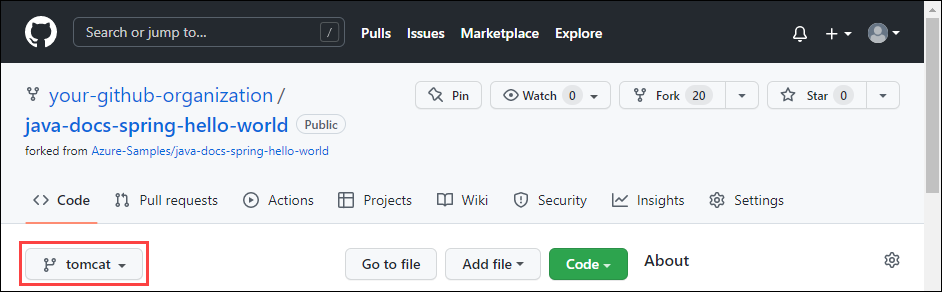 Search or jump to... / Pulls Issues Marketplace Explore
your-github-organization / Pin Watch 0 Fork 20 Star 0
java-docs-spring-hello-world Public
forked from Azure-Samples/java-docs-spring-hello-world
Code Pull requests Actions Projects Wiki Security Insights Settings
tomcat Go to file Add file Code About